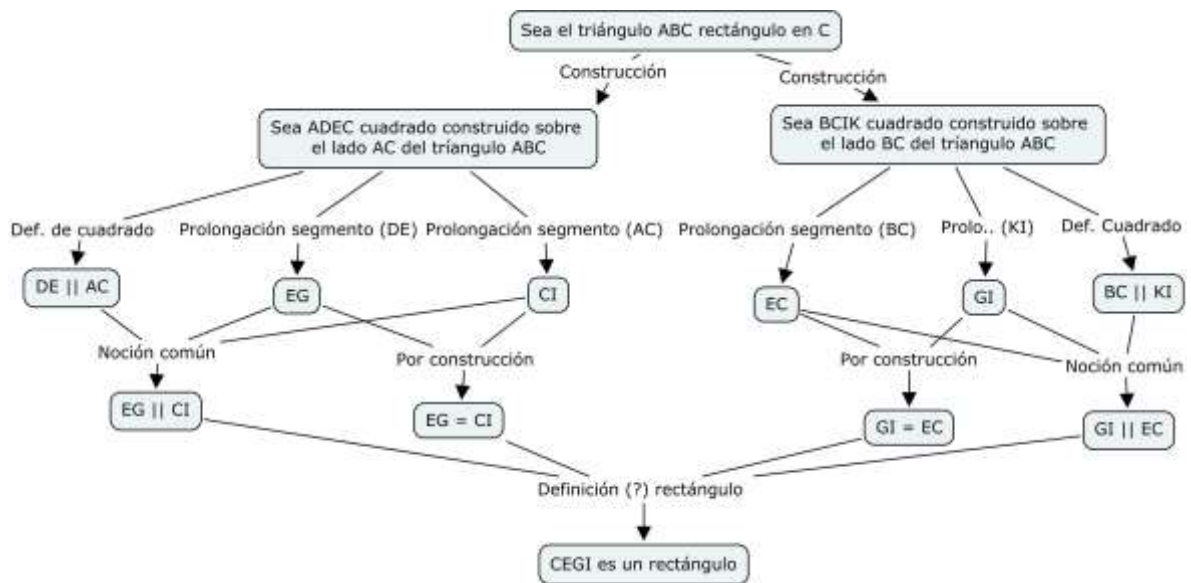 Sea el triángulo ABC rectángulo en C
Construcción
Construcción
Sea ADEC cuadrado construido sobre
el lado AC del tríangulo ABC
Sea BCIK cuadrado construido sobre
el lado BC del tríangulo ABC
Def. de cuadrado
Prolongación segmento (DE)
Prolongación segmento (AC)
Prolongación segmento (BC)
Prolo.. (KI)
Def. Cuadrado
DE || AC
EG
CI
EC
GI
BC || KI
Noción común
Por construcción
Por construcción
Noción común
EG || CI
EG = CI
GI = EC
GI || EC
Definición (?) rectángulo
CEGI es un rectángulo